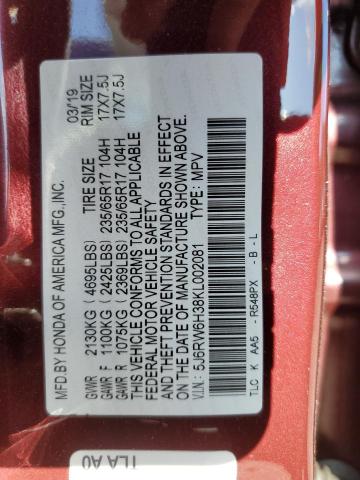 MFD.BY HONDA OF AMERICA MFG.,INC. 03/19
TIRE SIZE RIM SIZE
GVWR 2130KG (4695LBS)
GAWR F 1100KG (2425LBS) 235/65R17 104H 17X7.5J
GAWR R 1075KG (2369LBS) 235/65R17 104H 17X7.5J
THIS VEHICLE CONFORMS TO ALL APPLICABLE
FEDERAL MOTOR VEHICLE SAFETY
AND THEFT PREVENTION STANDARDS IN EFFECT
ON THE DATE OF MANUFACTURE SHOWN ABOVE.
V.I.N.: 5J6RW6H38KL002081 TYPE: MPV
TLC K AA5 - R548PX - B - L
TLA A0